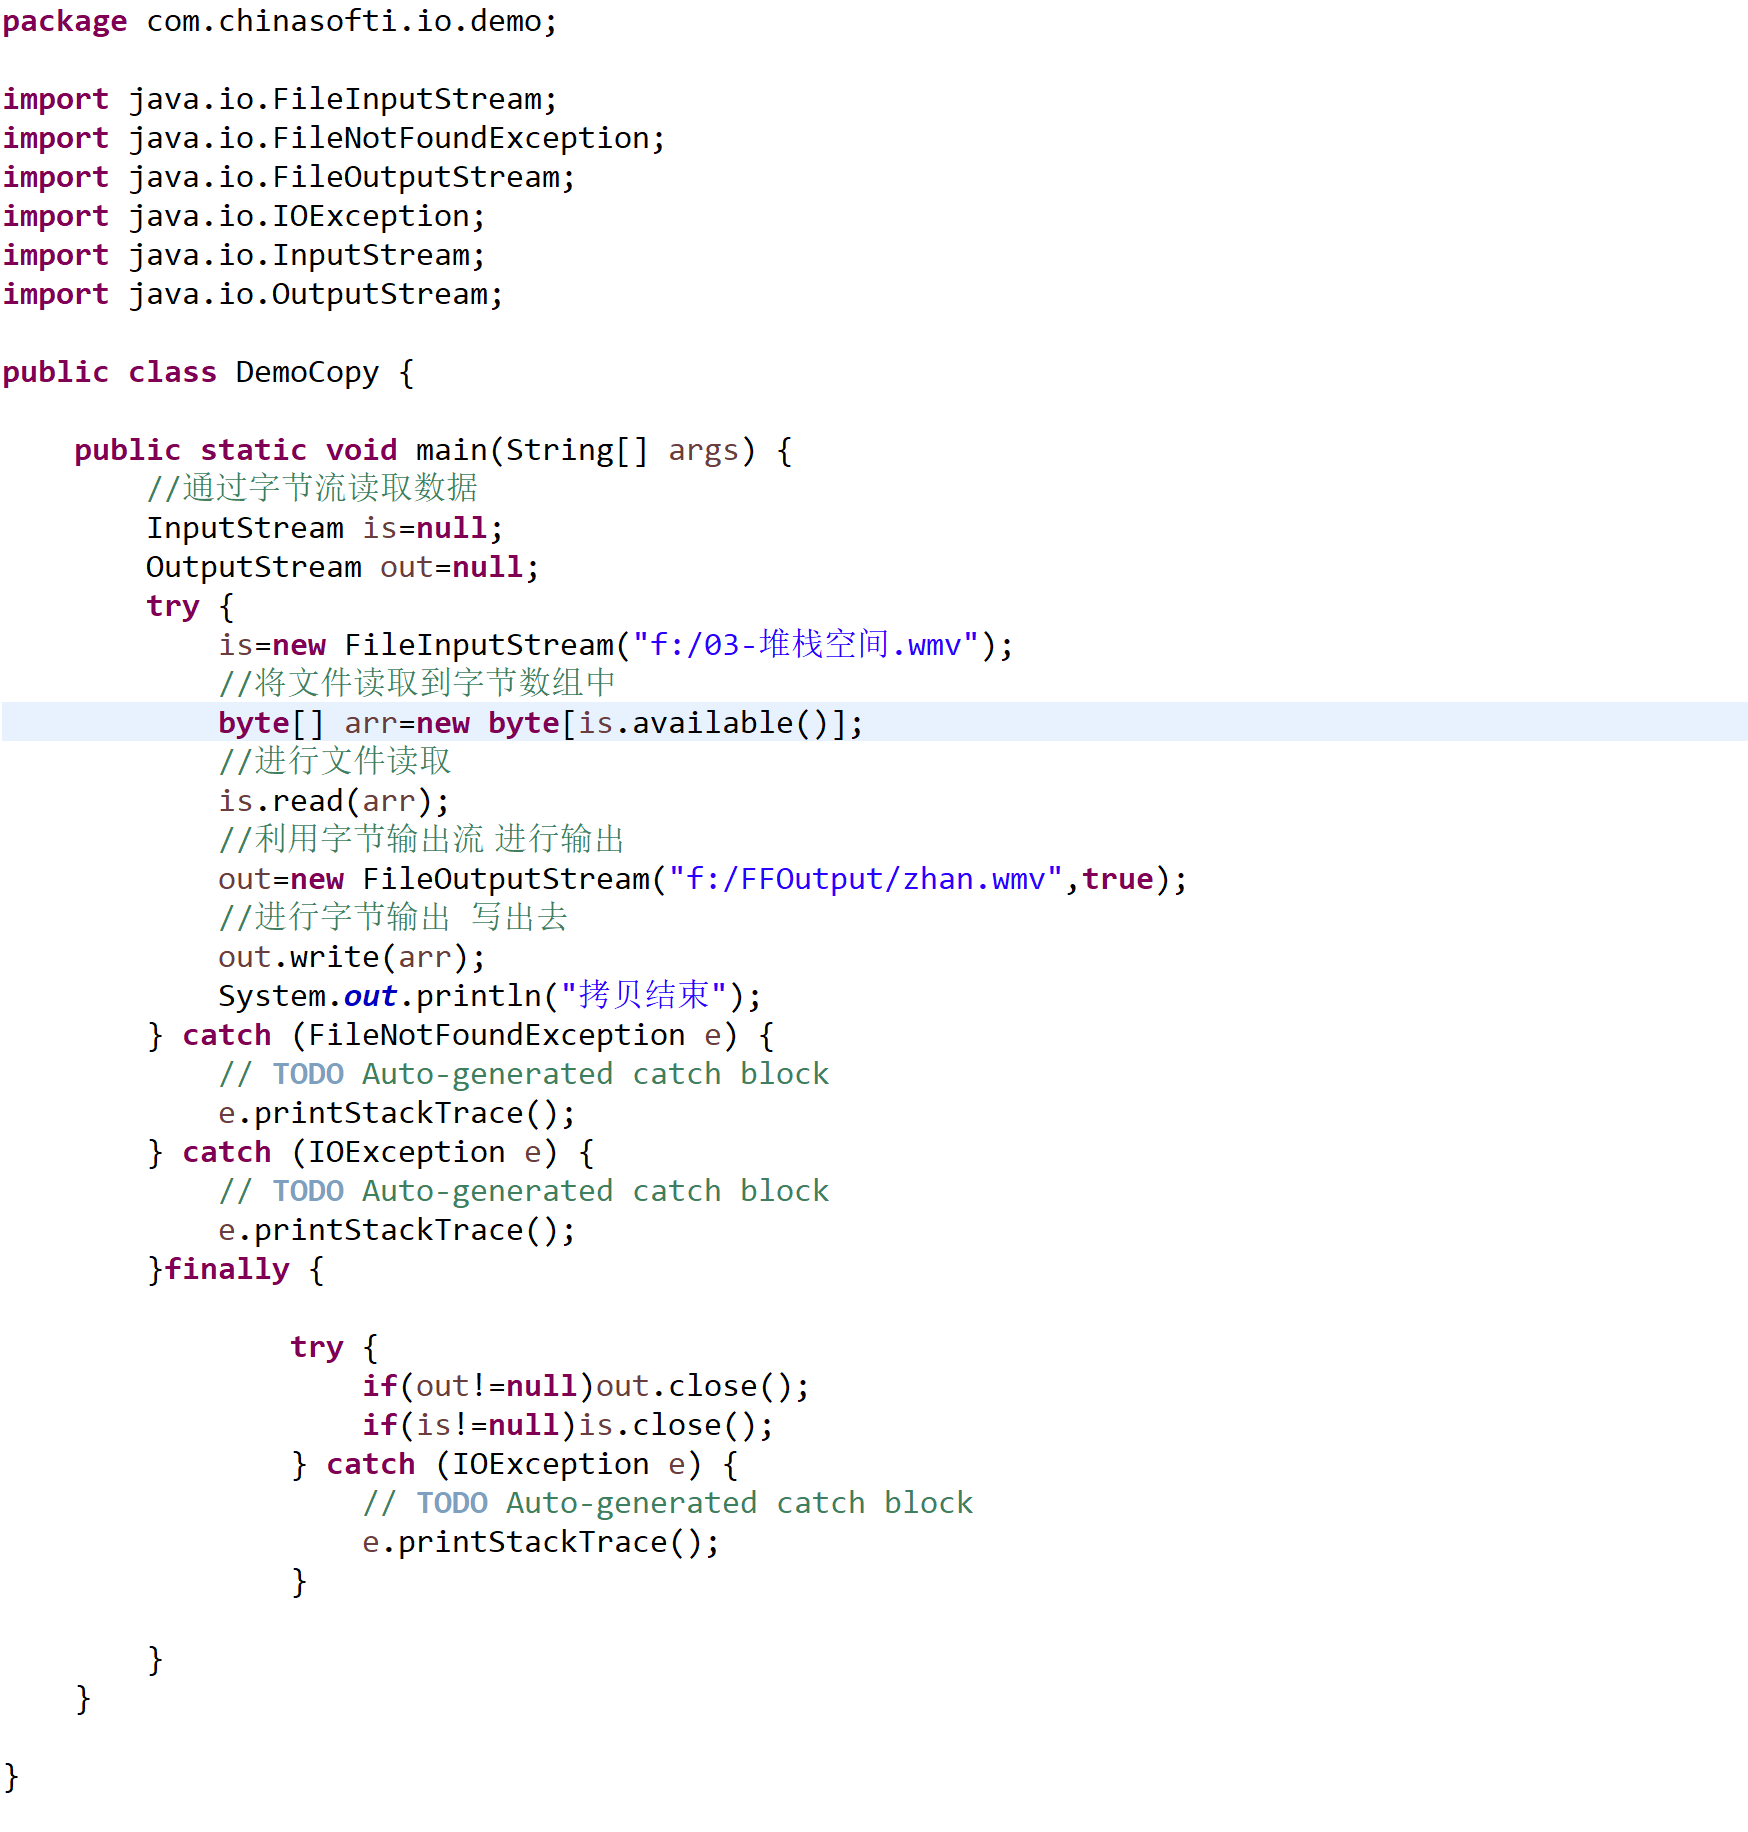 package com.chinasofti.io.demo;
import java.io.FileInputStream;
import java.io.FileNotFoundException;
import java.io.FileOutputStream;
import java.io.IOException;
import java.io.InputStream;
import java.io.OutputStream;
public class DemoCopy {
public static void main(String[] args) {
//通过字节流读取数据
InputStream is=null;
OutputStream out=null;
try {
is=new FileInputStream("f:/03-堆栈空间.wmv");
//将文件读取到字节数组中
byte[] arr=new byte[is.available()];
//进行文件读取
is.read(arr);
//利用字节输出流 进行输出
out=new FileOutputStream("f:/FFOutput/zhan.wmv",true);
//进行字节输出  写出去
out.write(arr);
System.out.println("拷贝结束");
} catch (FileNotFoundException e) {
// TODO Auto-generated catch block
e.printStackTrace();
} catch (IOException e) {
// TODO Auto-generated catch block
e.printStackTrace();
}finally {
try {
if(out!=null)out.close();
if(is!=null)is.close();
} catch (IOException e) {
// TODO Auto-generated catch block
e.printStackTrace();
}
}
}
}